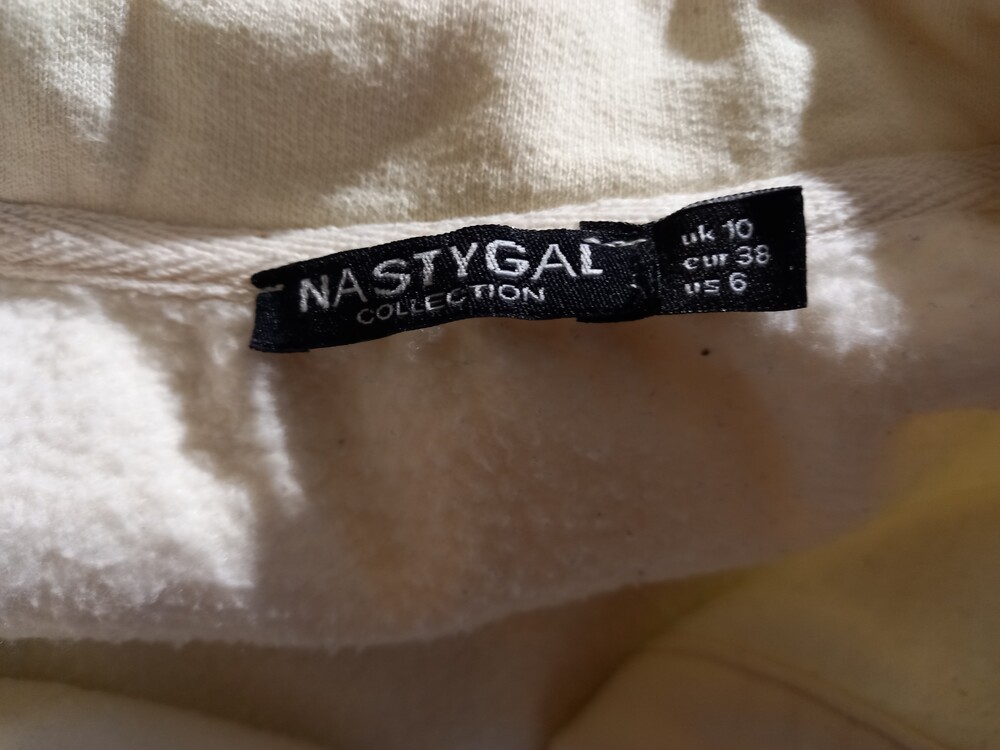 NASTYGAL
COLLECTION
uk 10
eur 38
us 6